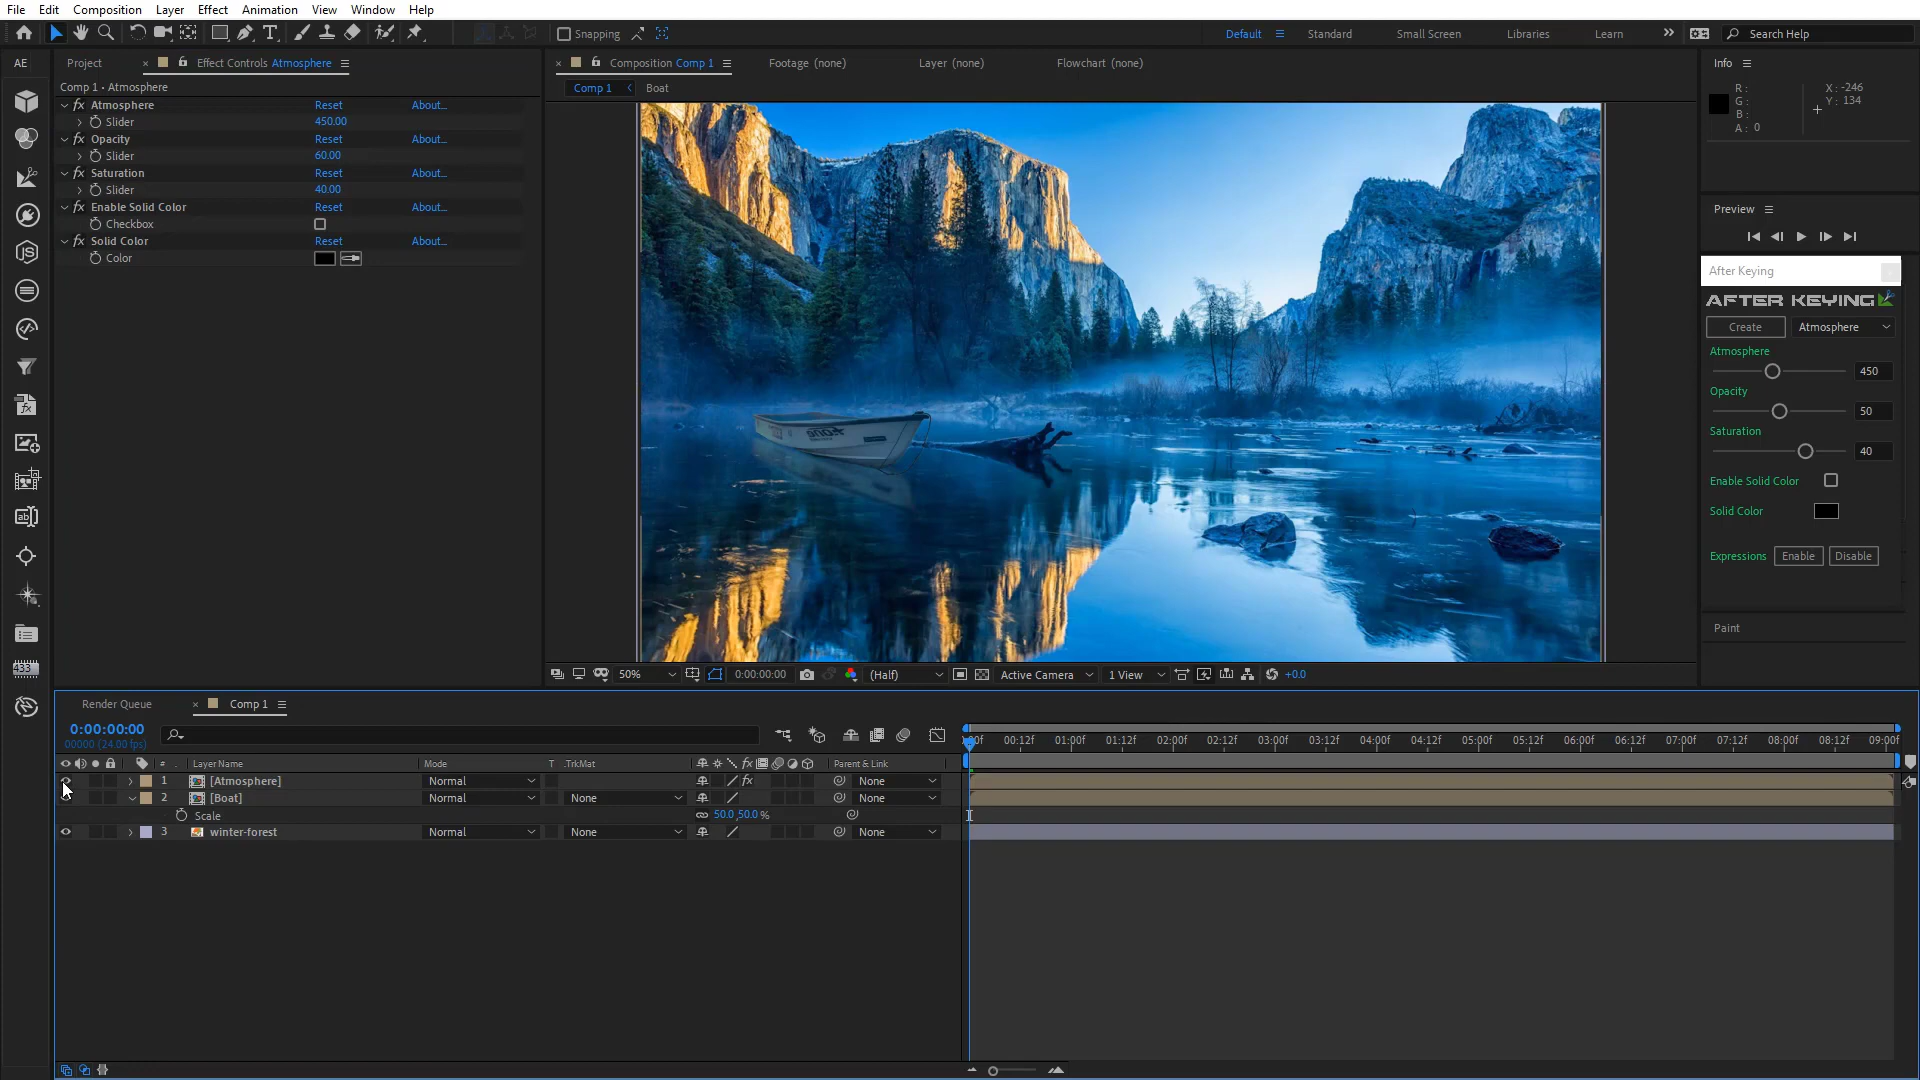 File Edit Composition Layer Effect Animation View Window Help
Snapping Default Standard Small Screen Libraries Learn Search Help
AE Project Effect Controls Atmosphere
Comp 1 • Atmosphere
fx Atmosphere Reset About...
Slider 450.00
fx Opacity Reset About...
Slider 60.00
fx Saturation Reset About...
Slider 40.00
fx Enable Solid Color Reset About...
Checkbox
fx Solid Color Reset About...
Color
Composition Comp 1 Footage (none) Layer (none) Flowchart (none)
Comp 1 Boat
50% 0:00:00:00 (Half) Active Camera 1 View +0.0
Info
R : X : -246
G : Y : 134
B :
A : 0
Preview
After Keying
AFTER KEYING
Create Atmosphere
Atmosphere
450
Opacity
50
Saturation
40
Enable Solid Color
Solid Color
Expressions Enable Disable
Paint
Render Queue Comp 1
0:00:00:00
00000 (24.00 fps)
00:12f 01:00f 01:12f 02:00f 02:12f 03:00f 03:12f 04:00f 04:12f 05:00f 05:12f 06:00f 06:12f 07:00f 07:12f 08:00f 08:12f 09:00f
# Layer Name Mode T .TrkMat fx Parent & Link
1 [Atmosphere] Normal fx None
2 [Boat] Normal None None
Scale 50.0,50.0 %
3 winter-forest Normal None None